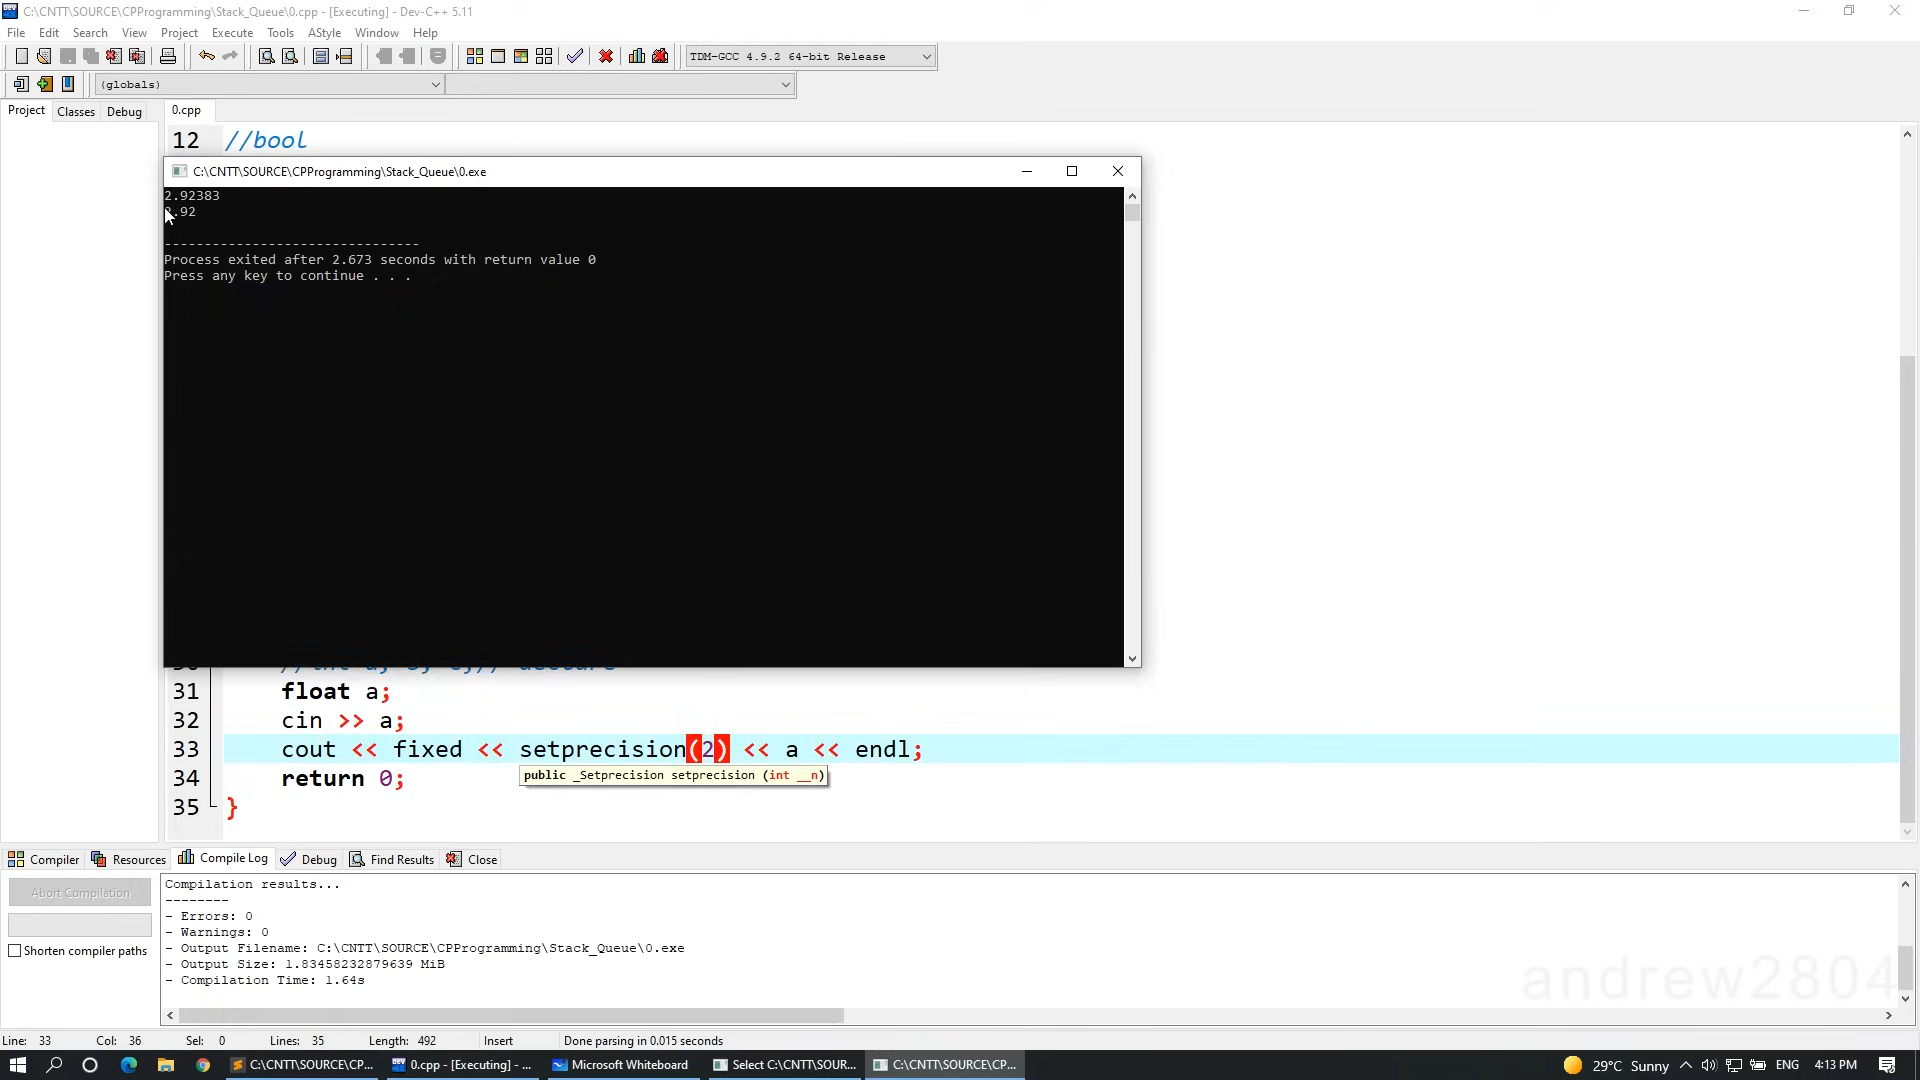 C:\CNTT\SOURCE\CPProgramming\Stack_Queue\0.cpp - [Executing] - Dev-C++ 5.11
File Edit Search View Project Execute Tools AStyle Window Help
TDM-GCC 4.9.2 64-bit Release
(globals)
Project Classes Debug 0.cpp
12 //bool
C:\CNTT\SOURCE\CPProgramming\Stack_Queue\0.exe
2.92383
.92
--------------------------------
Process exited after 2.673 seconds with return value 0
Press any key to continue . . .
31 float a;
32 cin >> a;
33 cout << fixed << setprecision(2) << a << endl;
public _Setprecision setprecision (int __n)
34 return 0;
35 }
Compiler Resources Compile Log Debug Find Results Close
Abort Compilation
Shorten compiler paths
Compilation results...
--------
- Errors: 0
- Warnings: 0
- Output Filename: C:\CNTT\SOURCE\CPProgramming\Stack_Queue\0.exe
- Output Size: 1.83458232879639 MiB
- Compilation Time: 1.64s
andrew2804
Line: 33 Col: 36 Sel: 0 Lines: 35 Length: 492 Insert Done parsing in 0.015 seconds
C:\CNTT\SOURCE\CP... 0.cpp - [Executing] - ... Microsoft Whiteboard Select C:\CNTT\SOUR... C:\CNTT\SOURCE\CP... 29°C Sunny ENG 4:13 PM